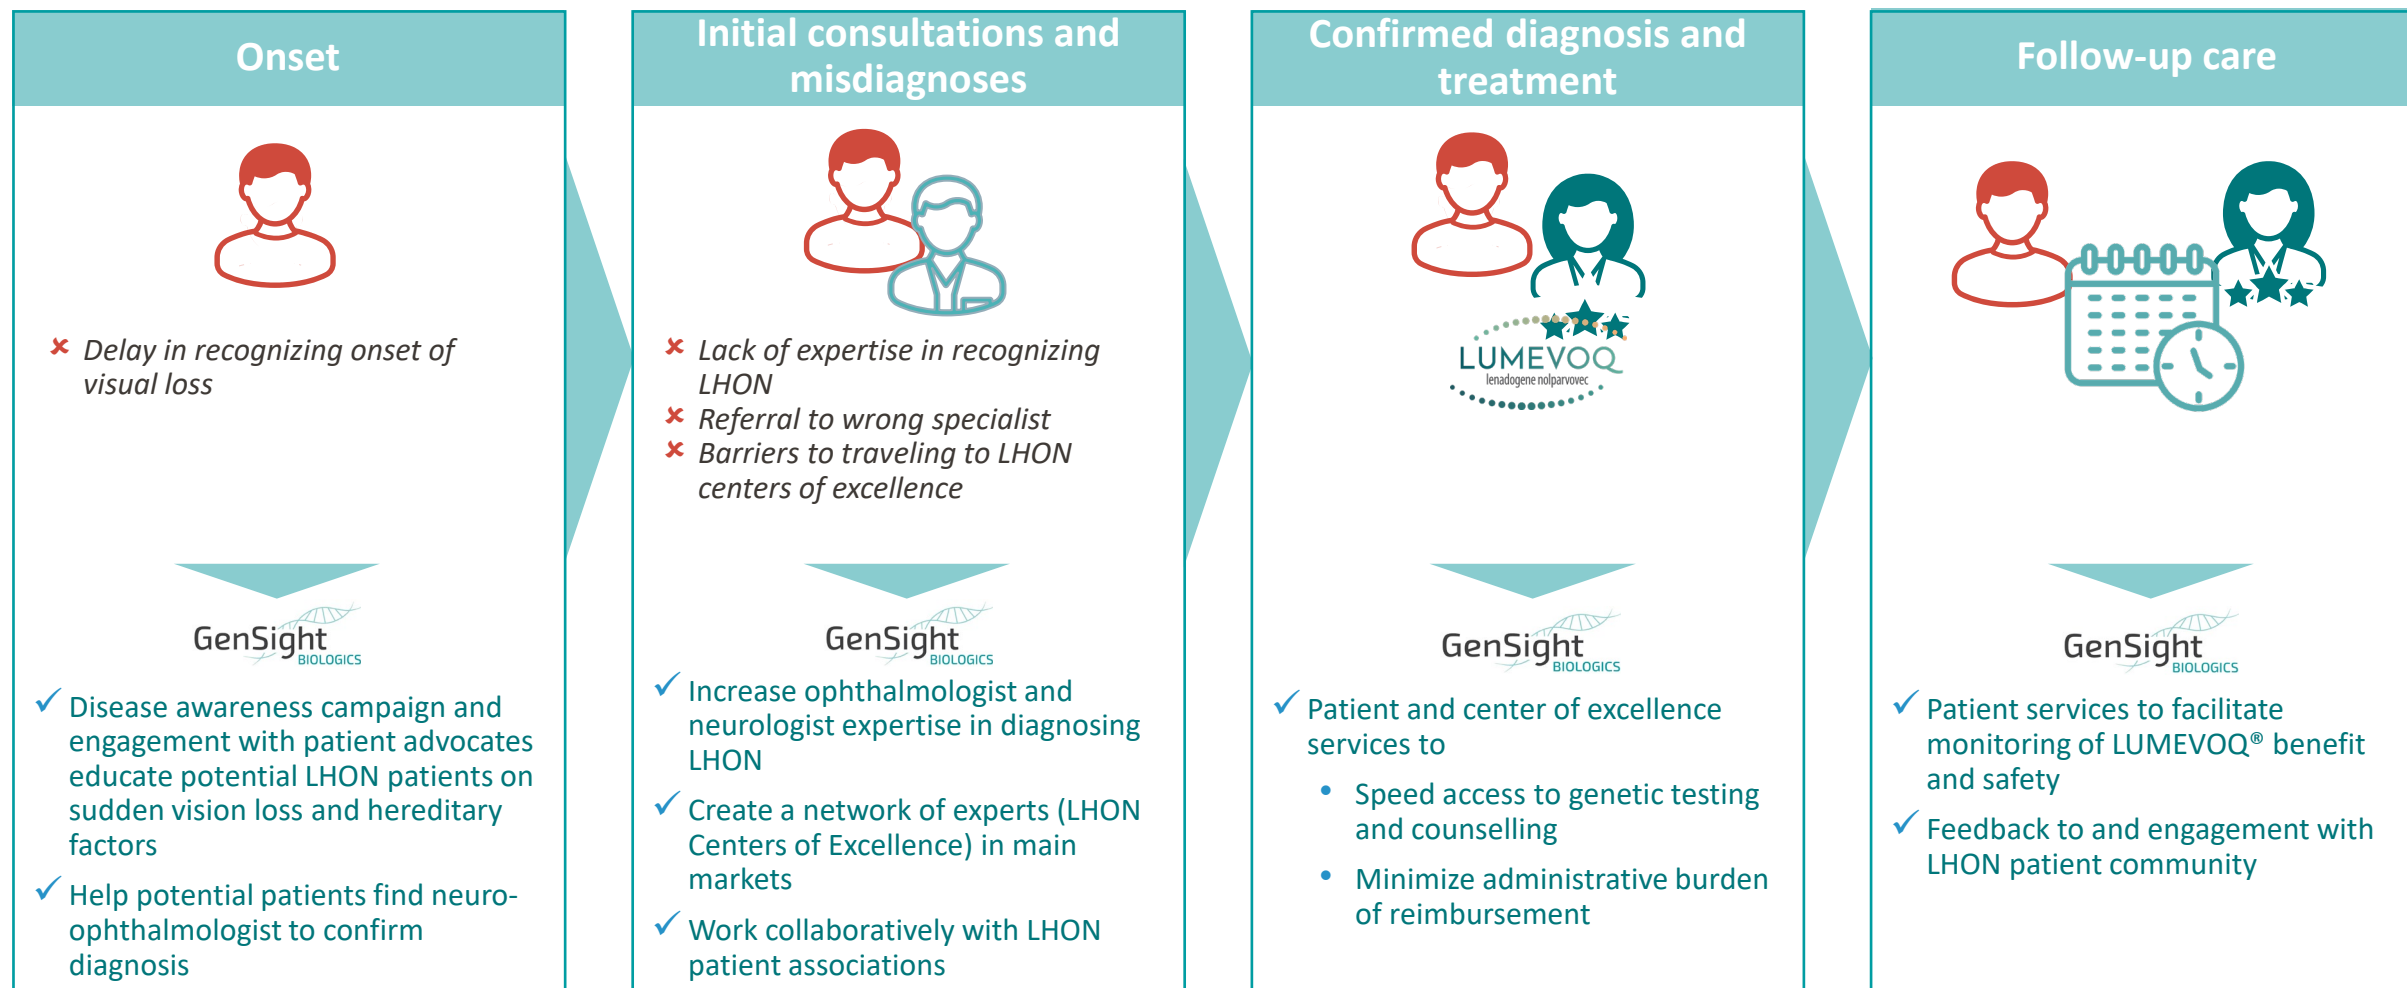 Onset
✘ Delay in recognizing onset of
visual loss
GenSight
BIOLOGICS
✓ Disease awareness campaign and
engagement with patient advocates
educate potential LHON patients on
sudden vision loss and hereditary
factors
✓ Help potential patients find neuro-
ophthalmologist to confirm
diagnosis
Initial consultations and
misdiagnoses
✘ Lack of expertise in recognizing
LHON
✘ Referral to wrong specialist
✘ Barriers to traveling to LHON
centers of excellence
GenSight
BIOLOGICS
✓ Increase ophthalmologist and
neurologist expertise in diagnosing
LHON
✓ Create a network of experts (LHON
Centers of Excellence) in main
markets
✓ Work collaboratively with LHON
patient associations
Confirmed diagnosis and
treatment
LUMEVOQ
lenadogene nolparvovec
GenSight
BIOLOGICS
✓ Patient and center of excellence
services to
• Speed access to genetic testing
and counselling
• Minimize administrative burden
of reimbursement
Follow-up care
GenSight
BIOLOGICS
✓ Patient services to facilitate
monitoring of LUMEVOQ® benefit
and safety
✓ Feedback to and engagement with
LHON patient community